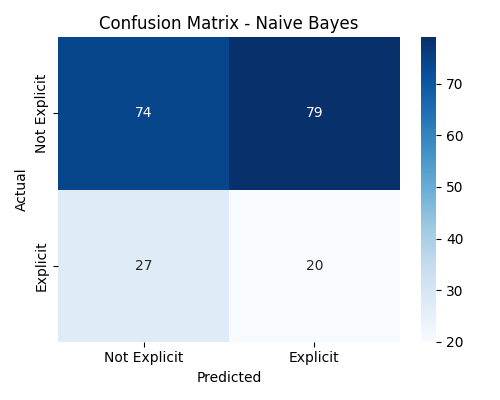 Confusion Matrix - Naive Bayes
Actual
Not Explicit
74
79
Explicit
27
20
Not Explicit
Explicit
Predicted
70
60
50
40
30
20